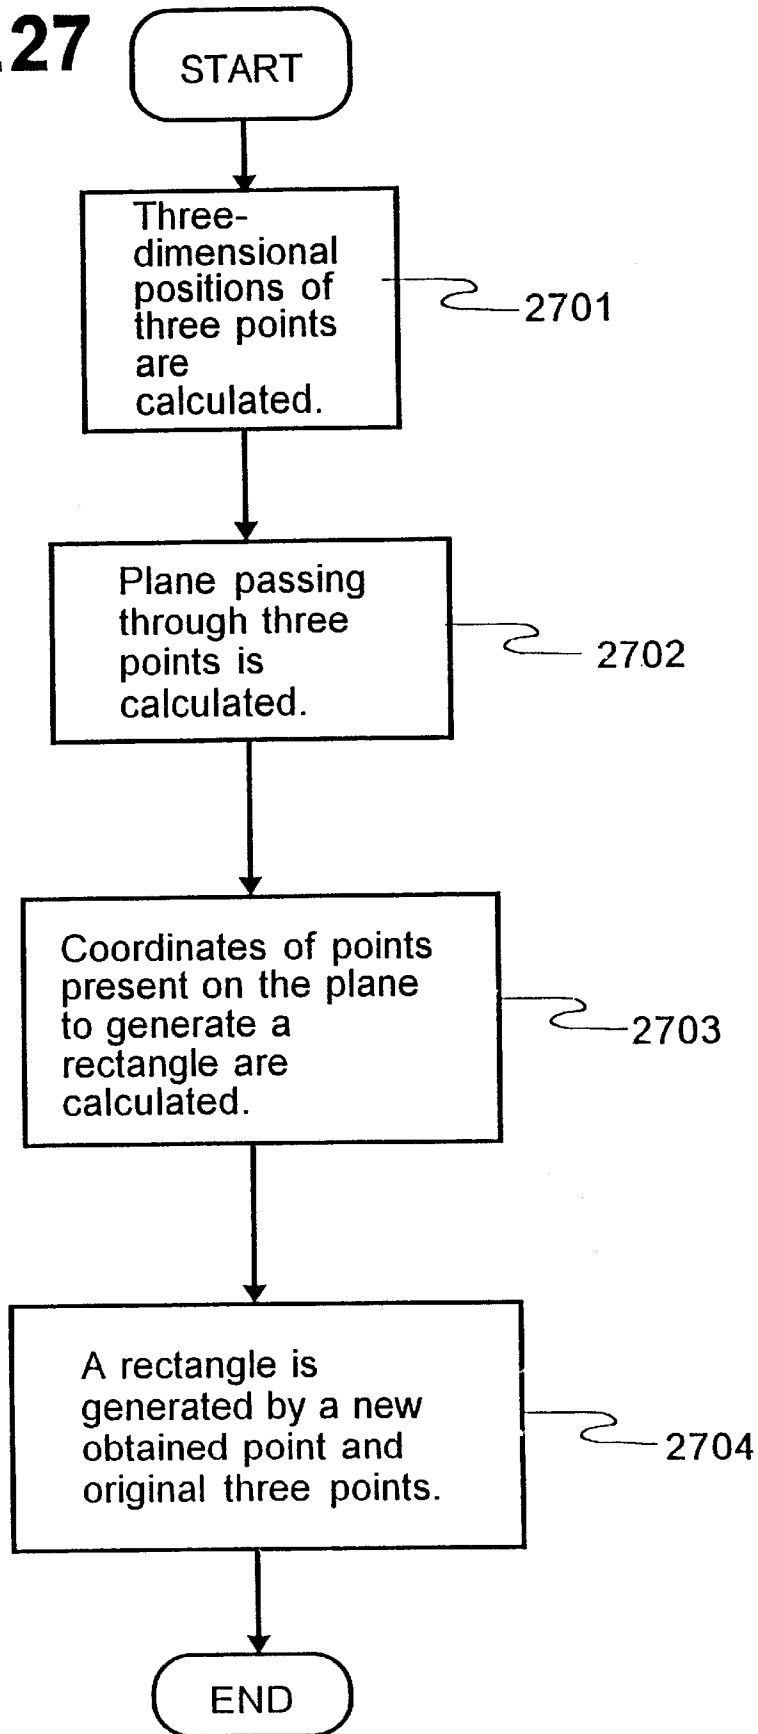 .27
START
Three-
dimensional
positions of
three points
are
calculated.
2701
Plane passing
through three
points is
calculated.
2702
Coordinates of points
present on the plane
to generate a
rectangle are
calculated.
2703
A rectangle is
generated by a new
obtained point and
original three points.
2704
END